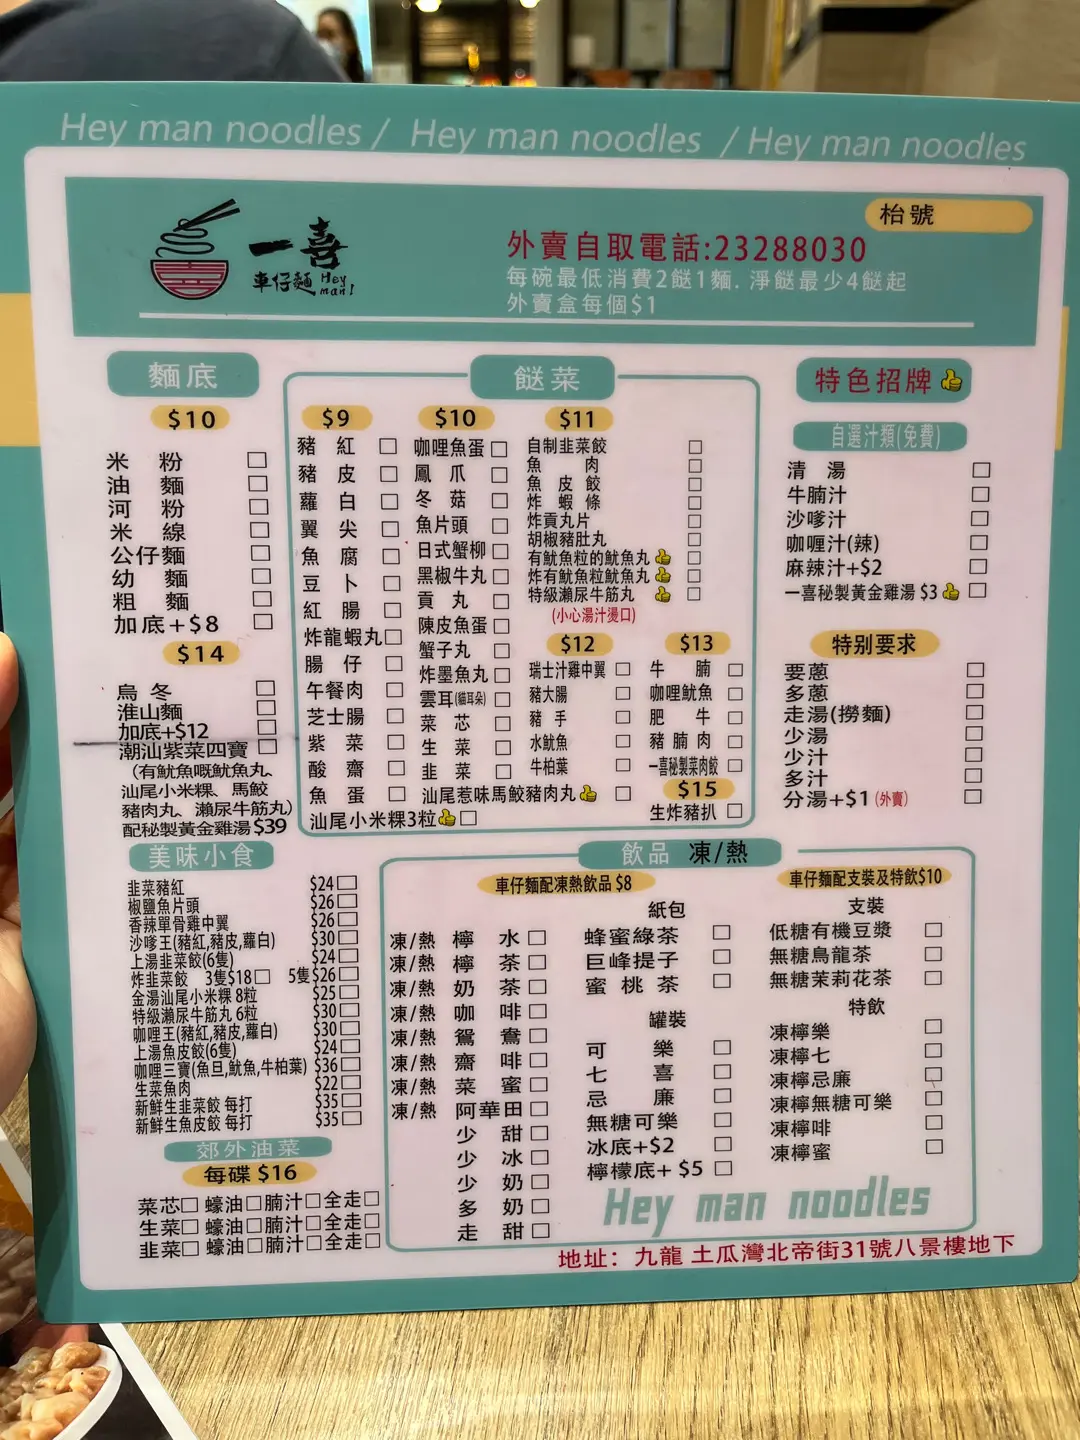 Hey man noodles / Hey man noodles / Hey man noodles
枱號
一喜
車仔麵 Hey man!
外賣自取電話:23288030
每碗最低消費2餸1麵. 淨餸最少4餸起
外賣盒每個$1
麵底
$10
米粉 □
油麵 □
河粉 □
米線 □
公仔麵 □
幼麵 □
粗麵 □
加底+$8 □
$14
烏冬 □
淮山麵 □
加底+$12 □
潮汕紫菜四寶 □
(有魷魚嘅魷魚丸、
汕尾小米粿、馬鮫
豬肉丸、瀨尿牛筋丸)
配秘製黃金雞湯$39
餸菜
$9
豬紅 □
豬皮 □
蘿白 □
翼尖 □
魚腐 □
豆卜 □
紅腸 □
炸龍蝦丸 □
腸仔 □
午餐肉 □
芝士腸 □
紫菜 □
酸齋 □
魚蛋 □
汕尾小米粿3粒👍 □
$10
咖哩魚蛋 □
鳳爪 □
冬菇 □
魚片頭 □
日式蟹柳 □
黑椒牛丸 □
貢丸 □
陳皮魚蛋 □
蟹子丸 □
炸墨魚丸 □
雲耳(貓耳朵) □
菜芯 □
生菜 □
韭菜 □
汕尾惹味馬鮫豬肉丸👍 □
$11
自制韭菜餃 □
魚肉 □
魚皮餃 □
炸蝦條 □
炸貢丸片 □
胡椒豬肚丸 □
有魷魚粒的魷魚丸👍 □
炸有魷魚粒魷魚丸👍 □
特級瀨尿牛筋丸👍 □
(小心湯汁燙口)
$12
瑞士汁雞中翼 □
豬大腸 □
豬手 □
水魷魚 □
牛柏葉 □
$13
牛腩 □
咖哩魷魚 □
肥牛 □
豬腩肉 □
一喜秘製菜肉餃 □
$15
生炸豬扒 □
特色招牌👍
自選汁類(免費)
清湯 □
牛腩汁 □
沙嗲汁 □
咖喱汁(辣) □
麻辣汁+$2 □
一喜秘製黃金雞湯 $3👍 □
特别要求
要蔥 □
多蔥 □
走湯(撈麵) □
少湯 □
少汁 □
多汁 □
分湯+$1(外賣) □
美味小食
韭菜豬紅 $24 □
椒鹽魚片頭 $26 □
香辣單骨雞中翼 $26 □
沙嗲王(豬紅,豬皮,蘿白) $30 □
上湯韭菜餃(6隻) $24 □
炸韭菜餃 3隻$18 □ 5隻$26 □
金湯汕尾小米粿 8粒 $25 □
特級瀨尿牛筋丸 6粒 $30 □
咖哩王(豬紅,豬皮,蘿白) $30 □
上湯魚皮餃(6隻) $24 □
咖哩三寶(魚旦,魷魚,牛柏葉) $36 □
生菜魚肉 $22 □
新鮮生韭菜餃 每打 $35 □
新鮮生魚皮餃 每打 $35 □
郊外油菜
每碟 $16
菜芯□ 蠔油□ 腩汁□ 全走□
生菜□ 蠔油□ 腩汁□ 全走□
韭菜□ 蠔油□ 腩汁□ 全走□
飲品 凍/熱
車仔麵配凍熱飲品 $8
凍/熱 檸水 □
凍/熱 檸茶 □
凍/熱 奶茶 □
凍/熱 咖啡 □
凍/熱 鴛鴦 □
凍/熱 齋啡 □
凍/熱 菜蜜 □
凍/熱 阿華田 □
少甜 □
少冰 □
少奶 □
多奶 □
走甜 □
紙包
蜂蜜綠茶 □
巨峰提子 □
蜜桃茶 □
罐裝
可樂 □
七喜 □
忌廉 □
無糖可樂 □
冰底+$2 □
檸檬底+ $5 □
車仔麵配支裝及特飲$10
支裝
低糖有機豆漿 □
無糖烏龍茶 □
無糖茉莉花茶 □
特飲
凍檸樂 □
凍檸七 □
凍檸忌廉 □
凍檸無糖可樂 □
凍檸啡 □
凍檸蜜 □
Hey man noodles
地址: 九龍 土瓜灣北帝街31號八景樓地下